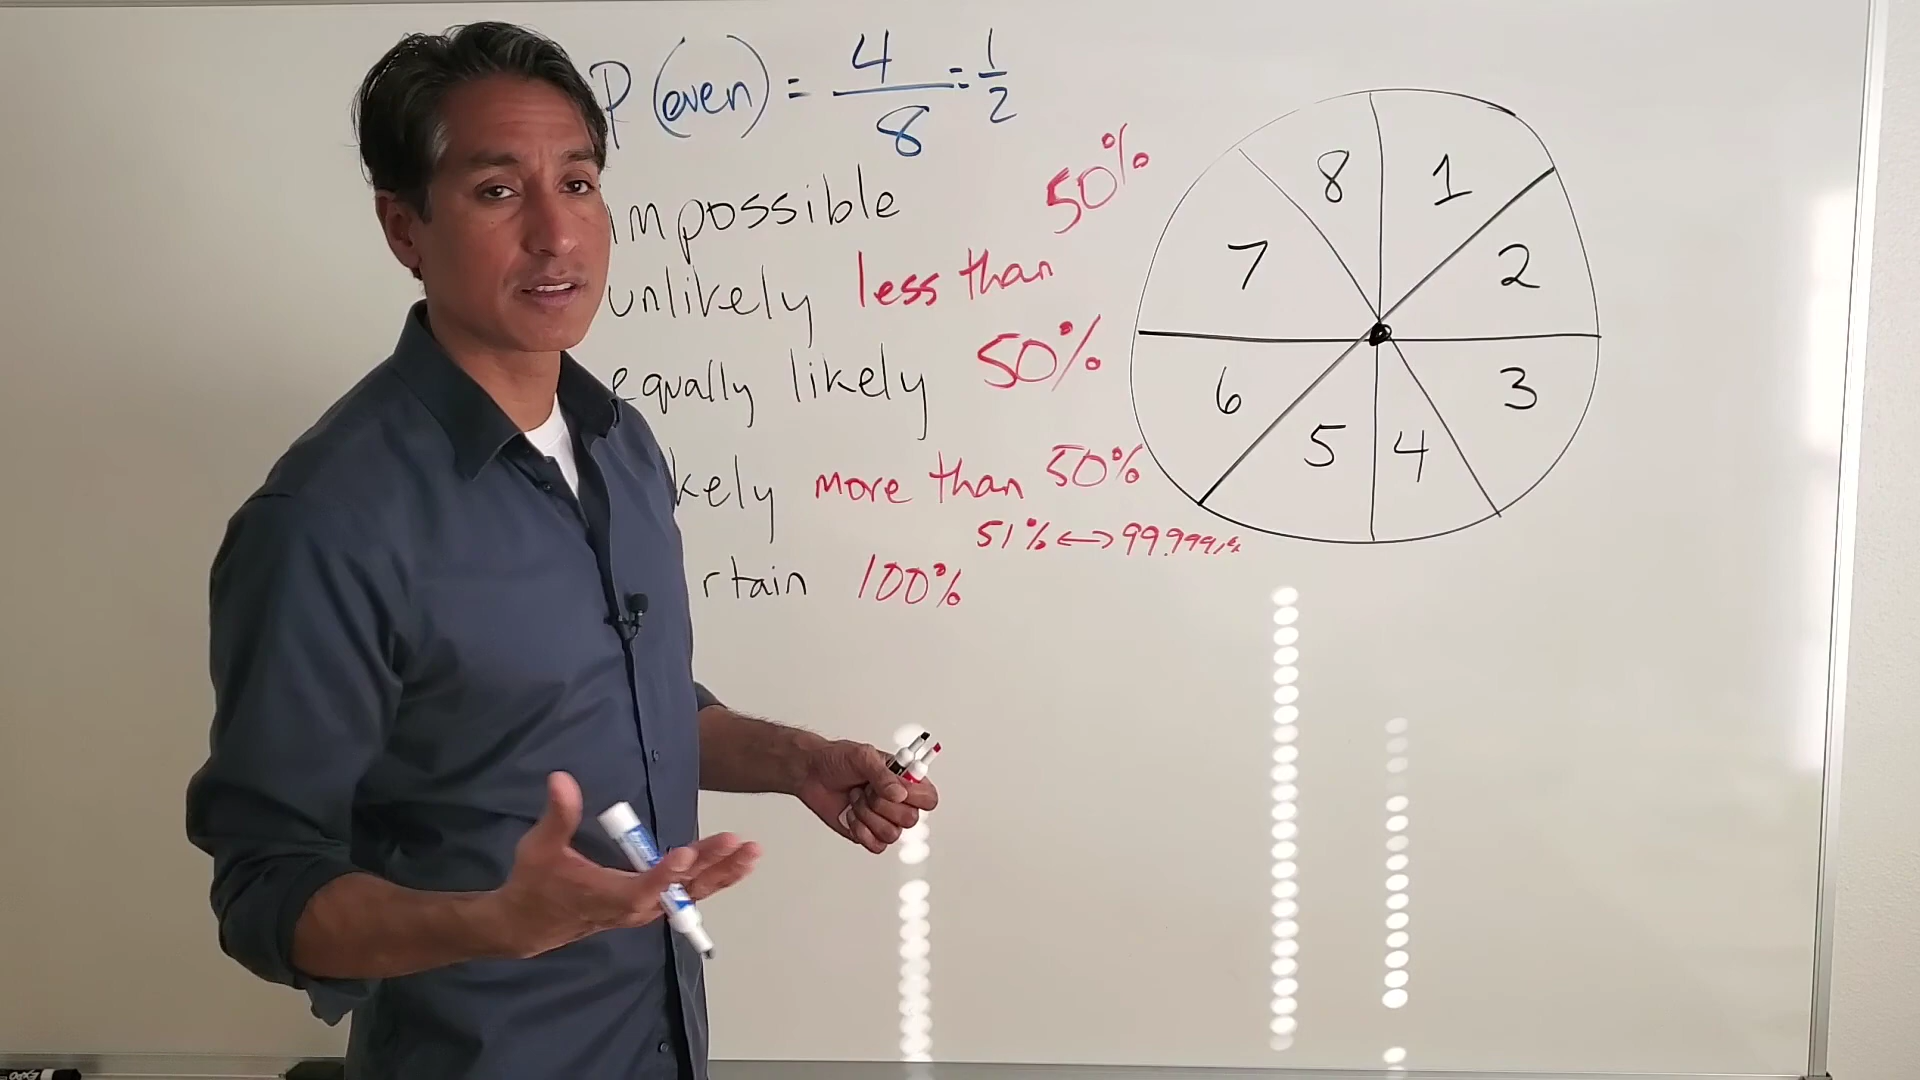 P (even) = 4/8 = 1/2
impossible
50%
unlikely less than
equally likely 50%
kely more than 50%
51% ↔ 99.999
rtain 100%
8 1
7 2
6 3
5 4
EXPO